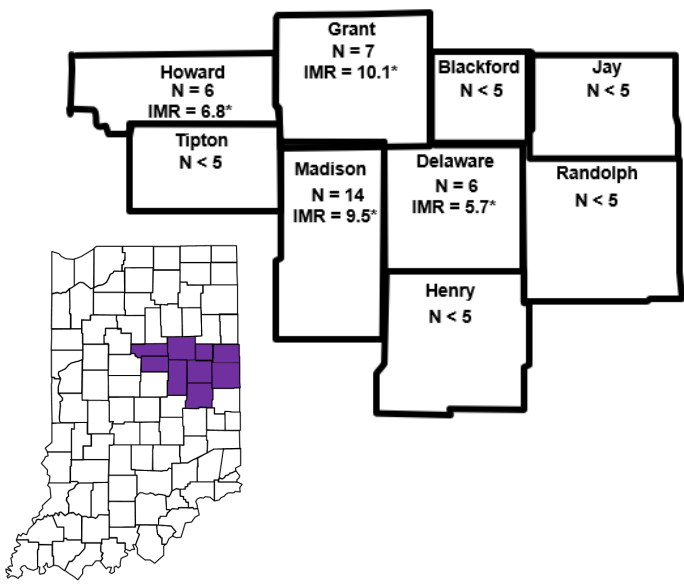 Grant
N = 7
IMR = 10.1*
Howard
N = 6
IMR = 6.8*
Blackford
N < 5
Jay
N < 5
Tipton
N < 5
Madison
N = 14
IMR = 9.5*
Delaware
N = 6
IMR = 5.7*
Randolph
N < 5
Henry
N < 5